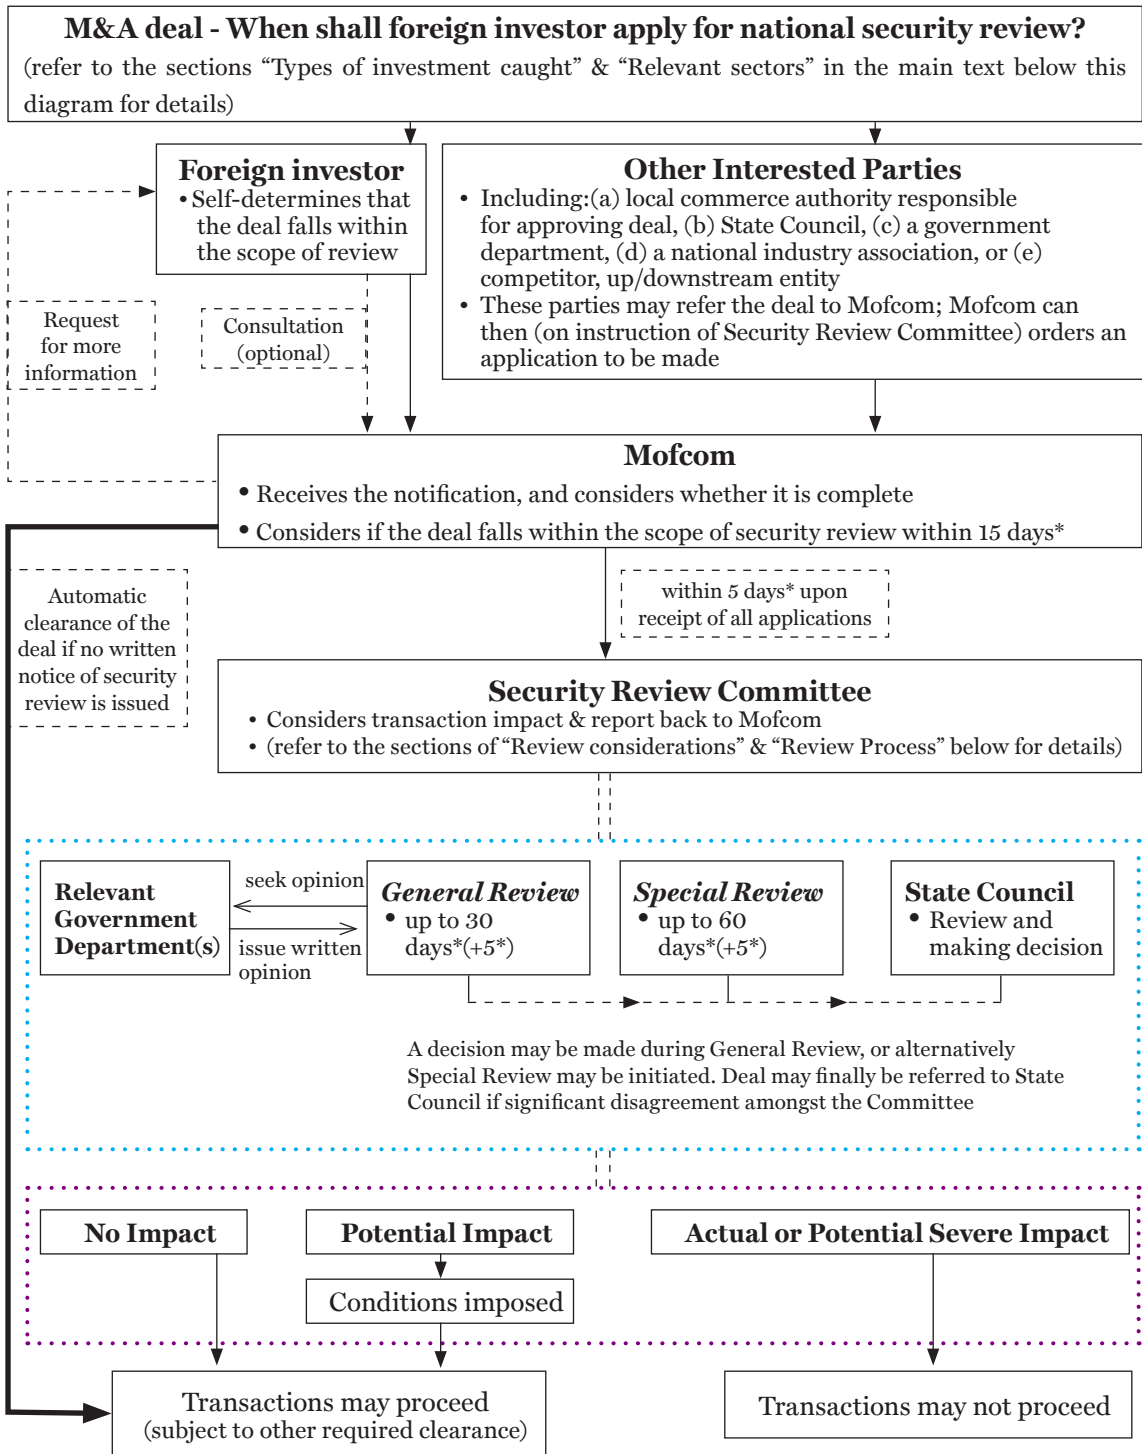 M&A deal - When shall foreign investor apply for national security review?
(refer to the sections “Types of investment caught” & “Relevant sectors” in the main text below this
diagram for details)
Foreign investor
• Self-determines that
the deal falls within
the scope of review
Other Interested Parties
• Including:(a) local commerce authority responsible
for approving deal, (b) State Council, (c) a government
department, (d) a national industry association, or (e)
competitor, up/downstream entity
• These parties may refer the deal to Mofcom; Mofcom can
then (on instruction of Security Review Committee) orders an
application to be made
Request
for more
information
Consultation
(optional)
Mofcom
• Receives the notification, and considers whether it is complete
• Considers if the deal falls within the scope of security review within 15 days*
Automatic
clearance of the
deal if no written
notice of security
review is issued
within 5 days* upon
receipt of all applications
Security Review Committee
• Considers transaction impact & report back to Mofcom
• (refer to the sections of “Review considerations” & “Review Process” below for details)
Relevant
Government
Department(s)
seek opinion
issue written
opinion
General Review
• up to 30
days*(+5*)
Special Review
• up to 60
days*(+5*)
State Council
• Review and
making decision
A decision may be made during General Review, or alternatively
Special Review may be initiated. Deal may finally be referred to State
Council if significant disagreement amongst the Committee
No Impact
Potential Impact
Actual or Potential Severe Impact
Conditions imposed
Transactions may proceed
(subject to other required clearance)
Transactions may not proceed